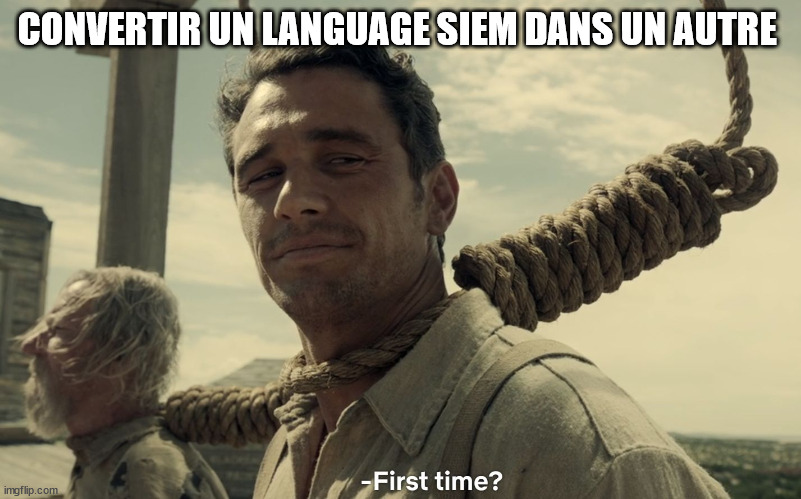 CONVERTIR UN LANGUAGE SIEM DANS UN AUTRE
-First time?
imgflip.com